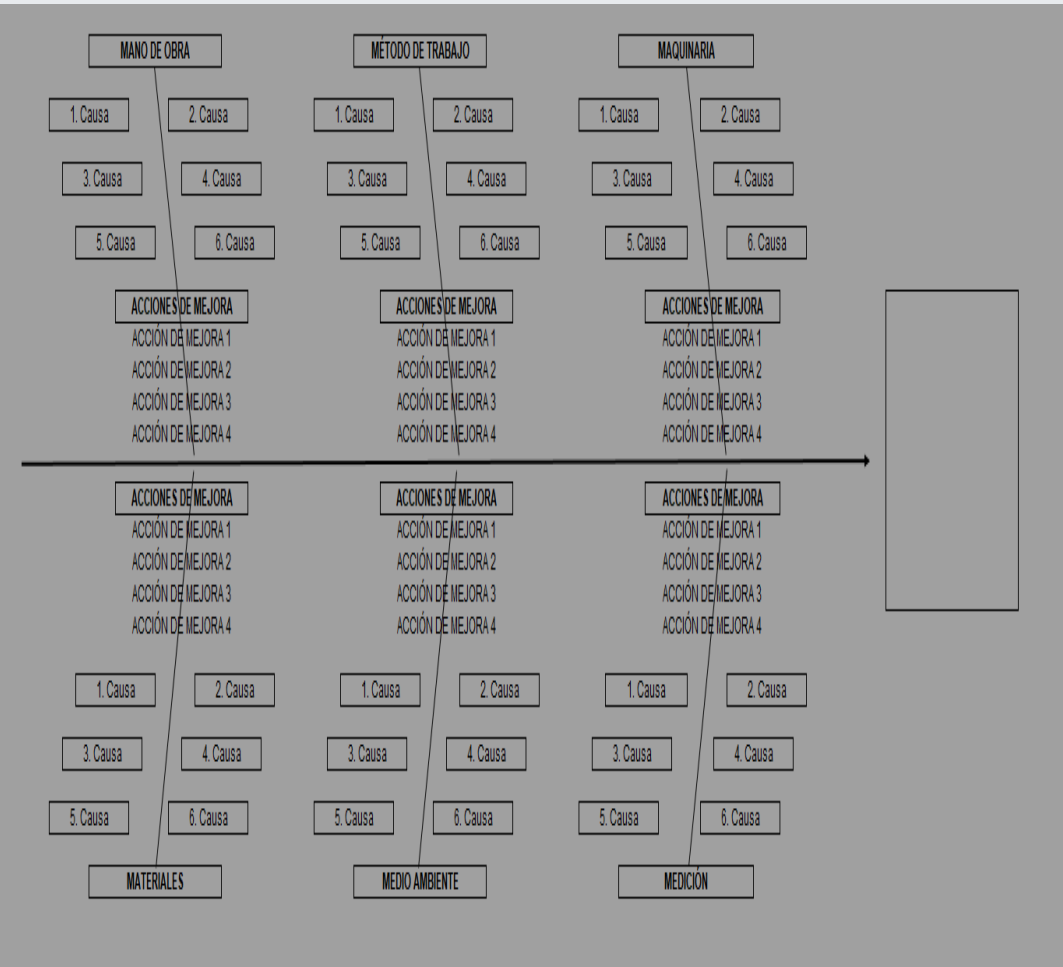 MANO DE OBRA
MÉTODO DE TRABAJO
MAQUINARIA
1. Causa
2. Causa
1. Causa
2. Causa
1. Causa
2. Causa
3. Causa
4. Causa
3. Causa
4. Causa
3. Causa
4. Causa
5. Causa
6. Causa
5. Causa
6. Causa
5. Causa
6. Causa
ACCIONES DE MEJORA
ACCIONES DE MEJORA
ACCIONES DE MEJORA
ACCIÓN DE MEJORA 1
ACCIÓN DE MEJORA 1
ACCIÓN DE MEJORA 1
ACCIÓN DE MEJORA 2
ACCIÓN DE MEJORA 2
ACCIÓN DE MEJORA 2
ACCIÓN DE MEJORA 3
ACCIÓN DE MEJORA 3
ACCIÓN DE MEJORA 3
ACCIÓN DE MEJORA 4
ACCIÓN DE MEJORA 4
ACCIÓN DE MEJORA 4
ACCIONES DE MEJORA
ACCIONES DE MEJORA
ACCIONES DE MEJORA
ACCIÓN DE MEJORA 1
ACCIÓN DE MEJORA 1
ACCIÓN DE MEJORA 1
ACCIÓN DE MEJORA 2
ACCIÓN DE MEJORA 2
ACCIÓN DE MEJORA 2
ACCIÓN DE MEJORA 3
ACCIÓN DE MEJORA 3
ACCIÓN DE MEJORA 3
ACCIÓN DE MEJORA 4
ACCIÓN DE MEJORA 4
ACCIÓN DE MEJORA 4
1. Causa
2. Causa
1. Causa
2. Causa
1. Causa
2. Causa
3. Causa
4. Causa
3. Causa
4. Causa
3. Causa
4. Causa
5. Causa
6. Causa
5. Causa
6. Causa
5. Causa
6. Causa
MATERIALES
MEDIO AMBIENTE
MEDICIÓN